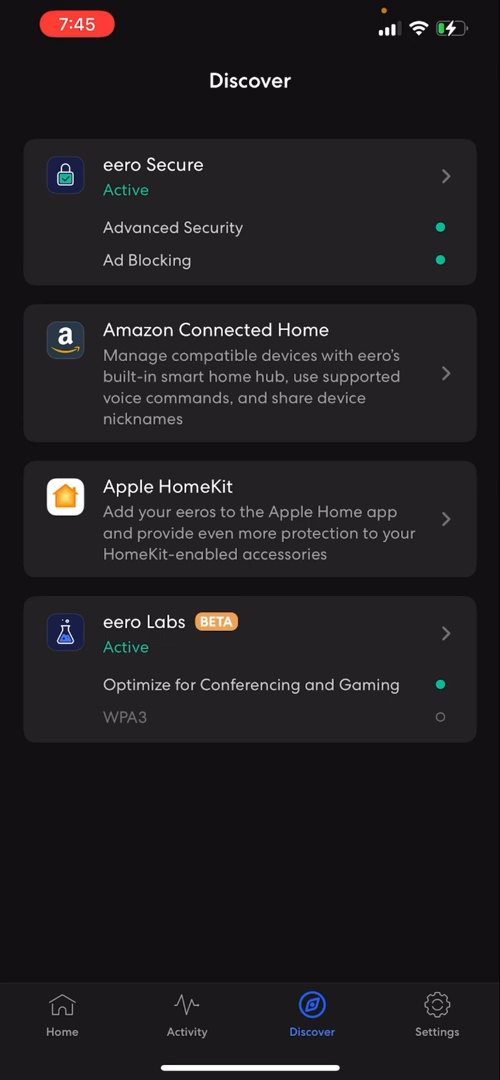 7:45
Discover
eero Secure
Active
Advanced Security
Ad Blocking
a
Amazon Connected Home
Manage compatible devices with eero's
built-in smart home hub, use supported
voice commands, and share device
nicknames
Apple HomeKit
Add your eeros to the Apple Home app
and provide even more protection to your
HomeKit-enabled accessories
eero Labs BETA
Active
Optimize for Conferencing and Gaming
WPA3
Home Activity Discover Settings